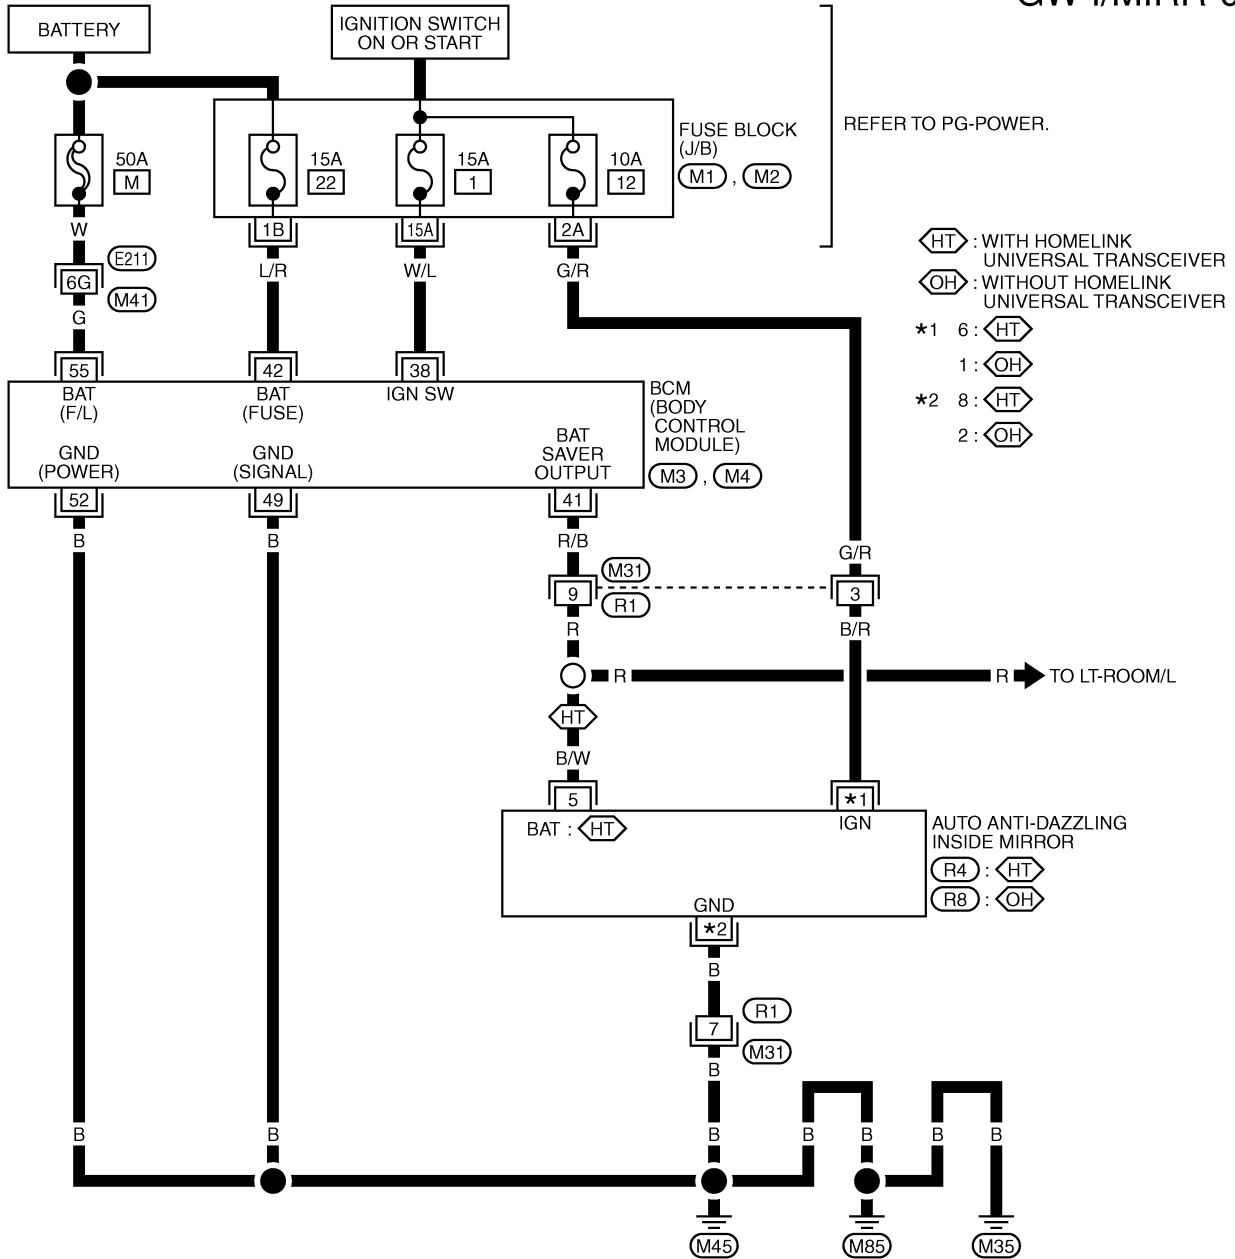 BATTERY
IGNITION SWITCH
ON OR START
REFER TO PG-POWER.
FUSE BLOCK
(J/B)
M1 , M2
50A
M
15A
22
15A
1
10A
12
1B
15A
2A
W
L/R
W/L
G/R
E211
6G
M41
G
HT : WITH HOMELINK
UNIVERSAL TRANSCEIVER
OH : WITHOUT HOMELINK
UNIVERSAL TRANSCEIVER
*1 6 : HT
1 : OH
*2 8 : HT
2 : OH
55
42
38
BAT
(F/L)
BAT
(FUSE)
IGN SW
BCM
(BODY
CONTROL
MODULE)
M3 , M4
GND
(POWER)
GND
(SIGNAL)
BAT
SAVER
OUTPUT
52
49
41
B
B
R/B
G/R
M31
9
3
R1
R
B/R
R
R
TO LT-ROOM/L
HT
B/W
5
*1
BAT : HT
IGN
AUTO ANTI-DAZZLING
INSIDE MIRROR
R4 : HT
R8 : OH
GND
*2
B
R1
7
M31
B
B
B
B
B
B
B
B
M45
M85
M35